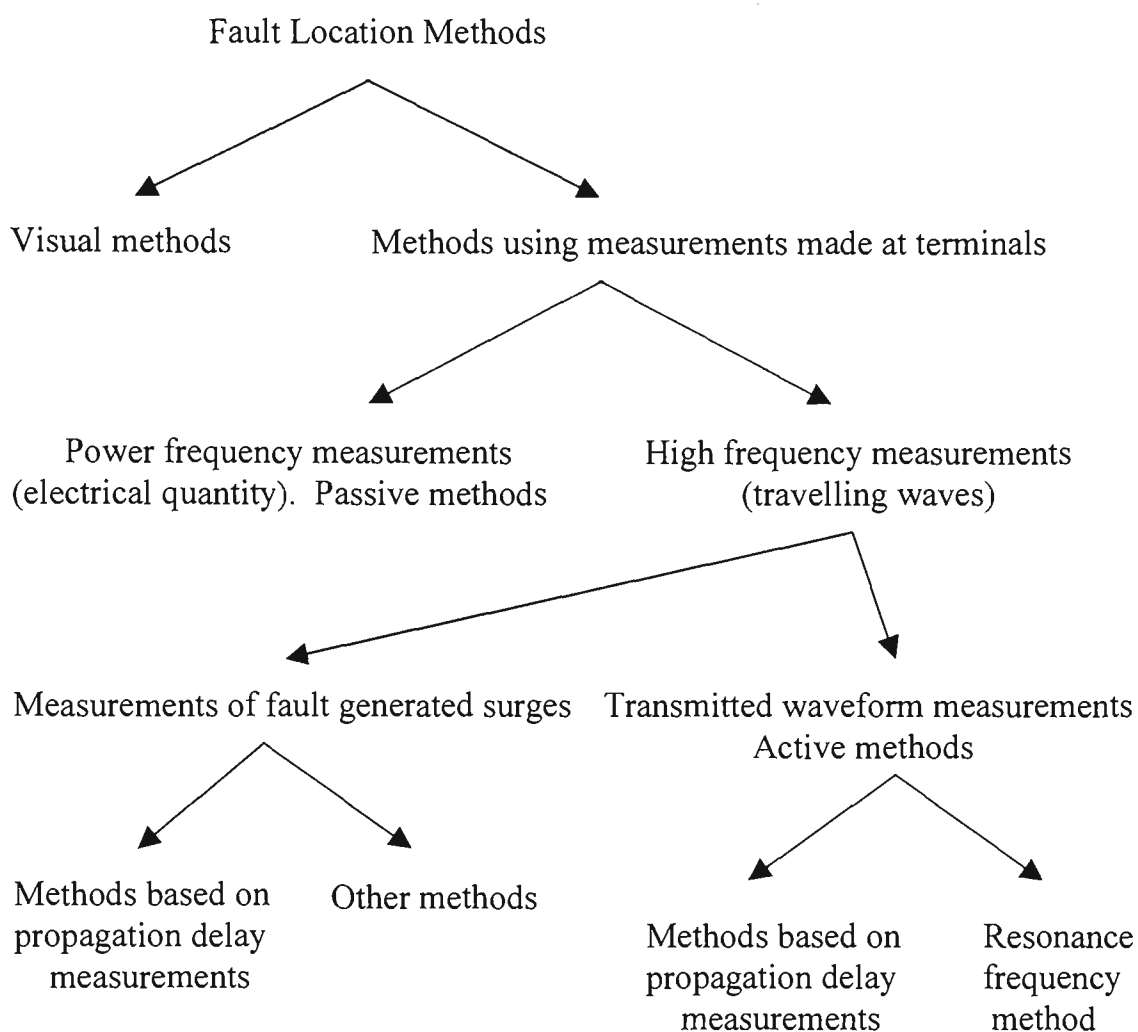 Fault Location Methods
Visual methods
Methods using measurements made at terminals
Power frequency measurements
(electrical quantity).  Passive methods
High frequency measurements
(travelling waves)
Measurements of fault generated surges
Transmitted waveform measurements
Active methods
Methods based on
propagation delay
measurements
Other methods
Methods based on
propagation delay
measurements
Resonance
frequency
method